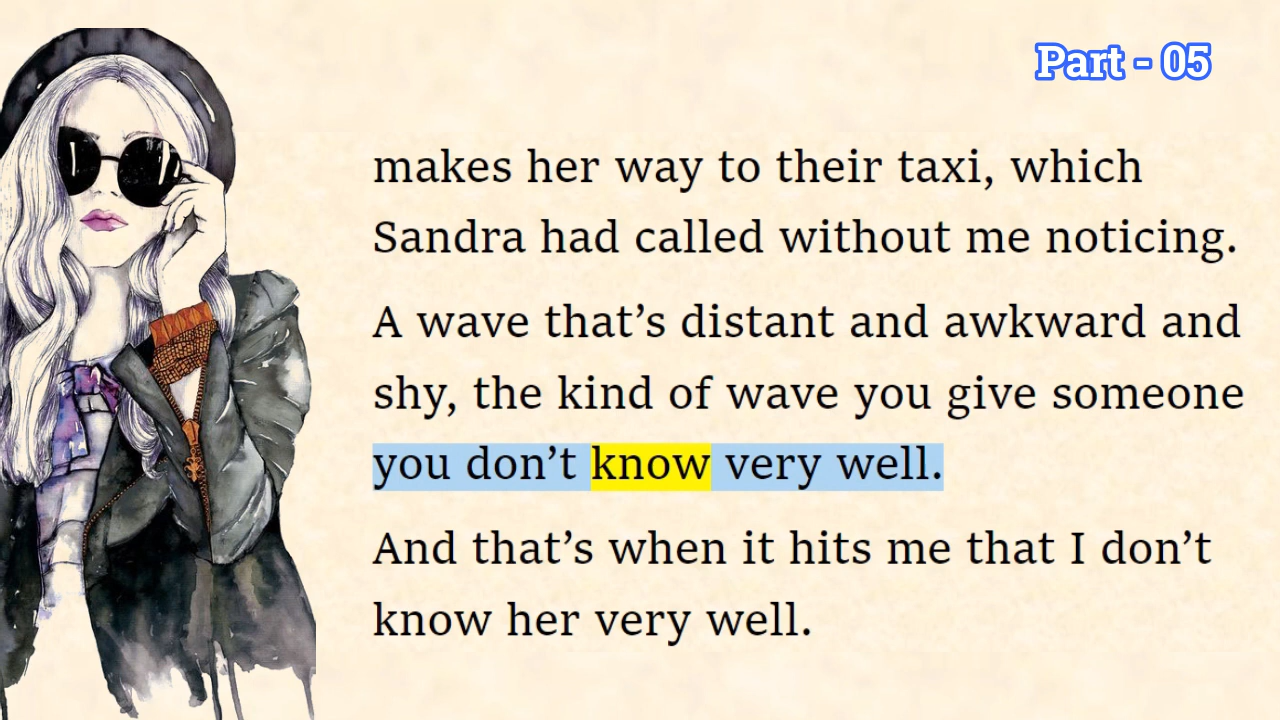 Part - 05
makes her way to their taxi, which
Sandra had called without me noticing.
A wave that’s distant and awkward and
shy, the kind of wave you give someone
you don’t know very well.
And that’s when it hits me that I don’t
know her very well.